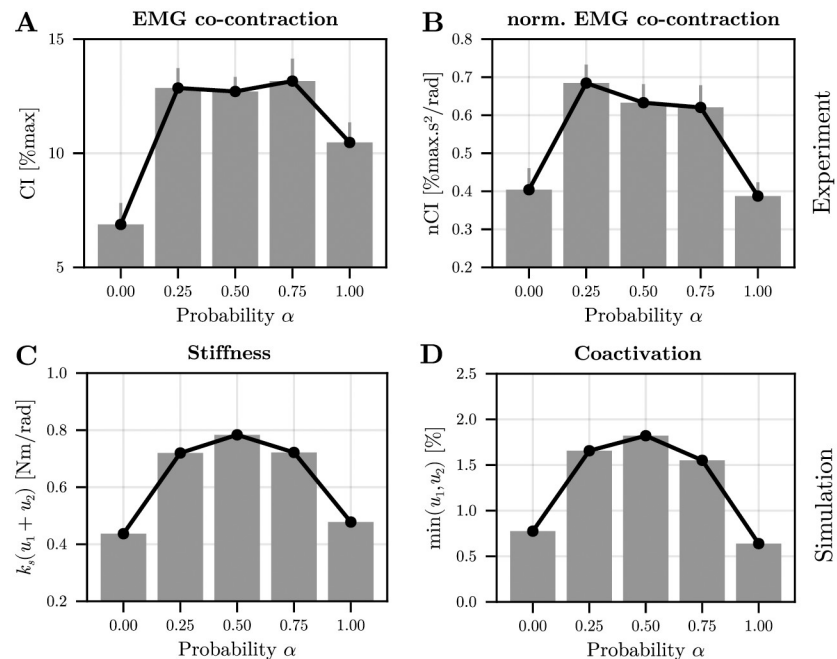 A EMG co-contraction
15
10
5
CI [%max]
0.00 0.25 0.50 0.75 1.00
Probability α
B norm. EMG co-contraction
0.8
0.7
0.6
0.5
0.4
0.3
0.2
nCI [%max.s²/rad]
0.00 0.25 0.50 0.75 1.00
Probability α
Experiment
C Stiffness
1.0
0.8
0.6
0.4
0.2
kₛ(u₁ + u₂) [Nm/rad]
0.00 0.25 0.50 0.75 1.00
Probability α
D Coactivation
2.5
2.0
1.5
1.0
0.5
0.0
min(u₁, u₂) [%]
0.00 0.25 0.50 0.75 1.00
Probability α
Simulation